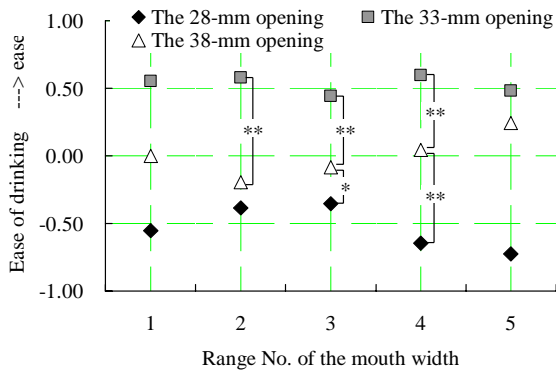 The 28-mm opening The 33-mm opening
The 38-mm opening
Ease of drinking ---> ease
1.00
0.50
0.00
-0.50
-1.00
** ** **
* **
1 2 3 4 5
Range No. of the mouth width